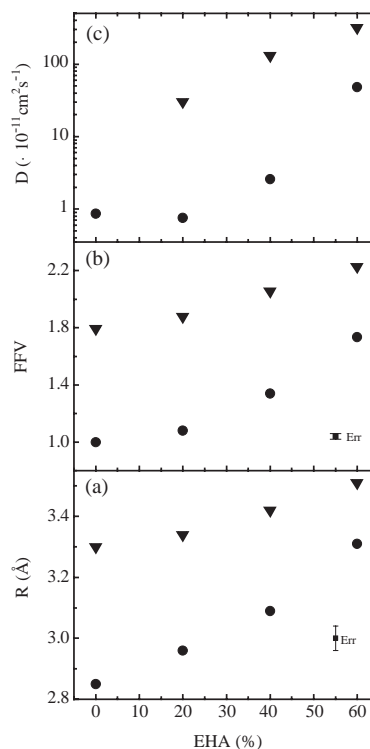 (c)
D (· 10⁻¹¹cm²s⁻¹)
100
10
1
(b)
FFV
2.2
1.8
1.4
1.0
Err
(a)
R (Å)
3.4
3.2
3.0
2.8
Err
0 10 20 30 40 50 60
EHA (%)